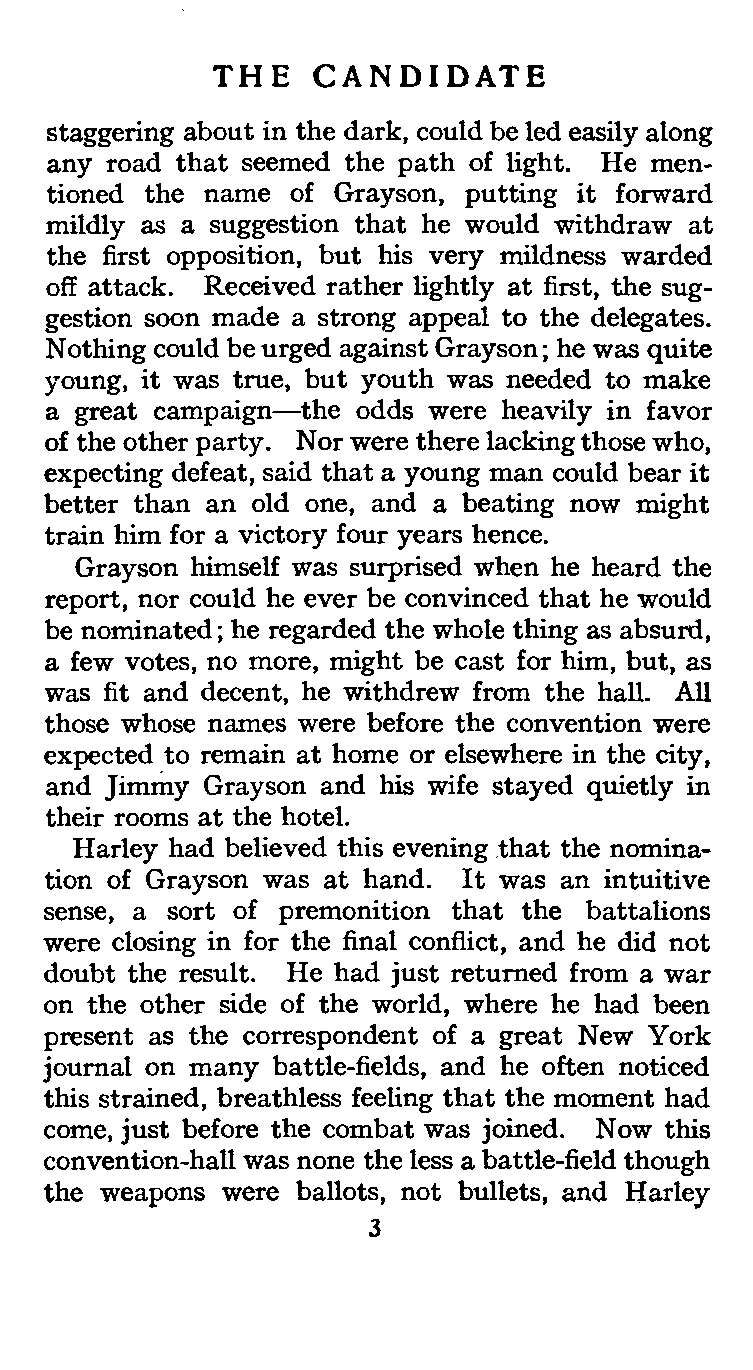 THE CANDIDATE
staggering about in the dark, could be led easily along
any road that seemed the path of light. He men-
tioned the name of Grayson, putting it forward
mildly as a suggestion that he would withdraw at
the first opposition, but his very mildness warded
off attack. Received rather lightly at first, the sug-
gestion soon made a strong appeal to the delegates.
Nothing could be urged against Grayson; he was quite
young, it was true, but youth was needed to make
a great campaign—the odds were heavily in favor
of the other party. Nor were there lacking those who,
expecting defeat, said that a young man could bear it
better than an old one, and a beating now might
train him for a victory four years hence.
Grayson himself was surprised when he heard the
report, nor could he ever be convinced that he would
be nominated; he regarded the whole thing as absurd,
a few votes, no more, might be cast for him, but, as
was fit and decent, he withdrew from the hall. All
those whose names were before the convention were
expected to remain at home or elsewhere in the city,
and Jimmy Grayson and his wife stayed quietly in
their rooms at the hotel.
Harley had believed this evening that the nomina-
tion of Grayson was at hand. It was an intuitive
sense, a sort of premonition that the battalions
were closing in for the final conflict, and he did not
doubt the result. He had just returned from a war
on the other side of the world, where he had been
present as the correspondent of a great New York
journal on many battle-fields, and he often noticed
this strained, breathless feeling that the moment had
come, just before the combat was joined. Now this
convention-hall was none the less a battle-field though
the weapons were ballots, not bullets, and Harley
3